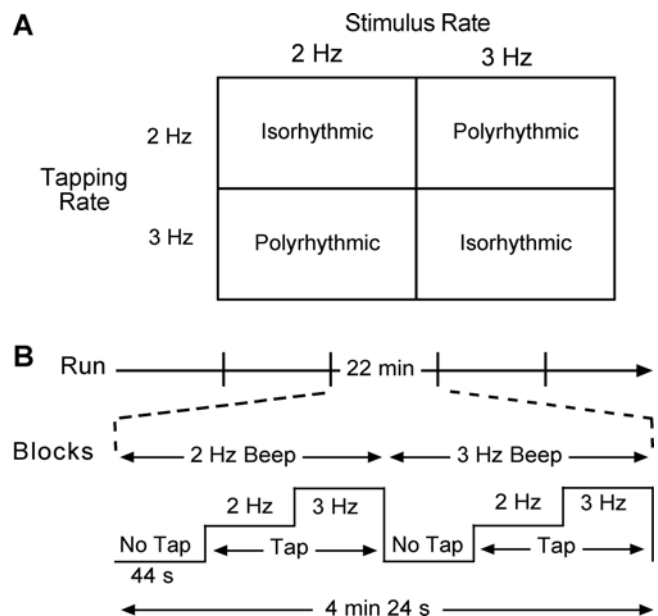 A
Stimulus Rate
2 Hz 3 Hz
2 Hz Isorhythmic Polyrhythmic
Tapping
Rate
3 Hz Polyrhythmic Isorhythmic
B
Run 22 min
Blocks 2 Hz Beep 3 Hz Beep
2 Hz 3 Hz 2 Hz 3 Hz
No Tap Tap No Tap Tap
44 s
4 min 24 s